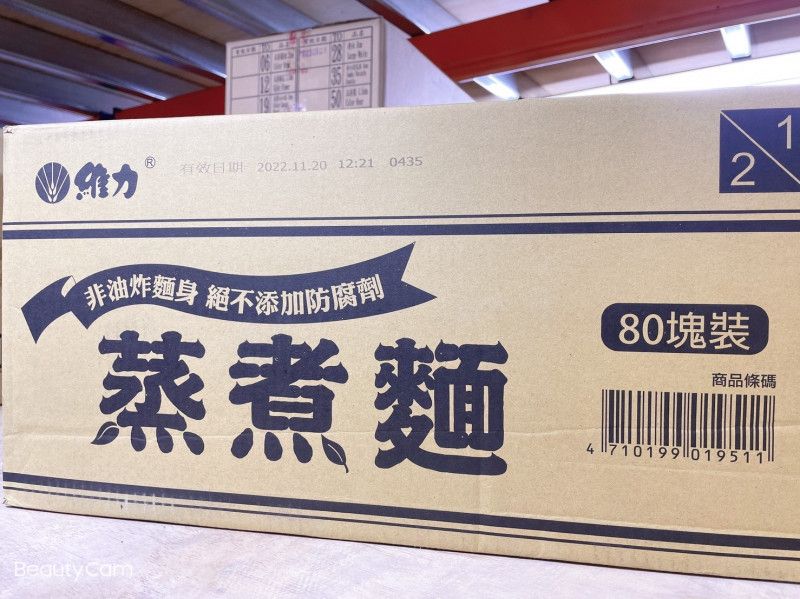 維力®
有效日期 2022.11.20 12:21 0435
1
2
非油炸麵身 絕不添加防腐劑
蒸煮麵
80塊裝
商品條碼
4 710199 019511
BeautyCam